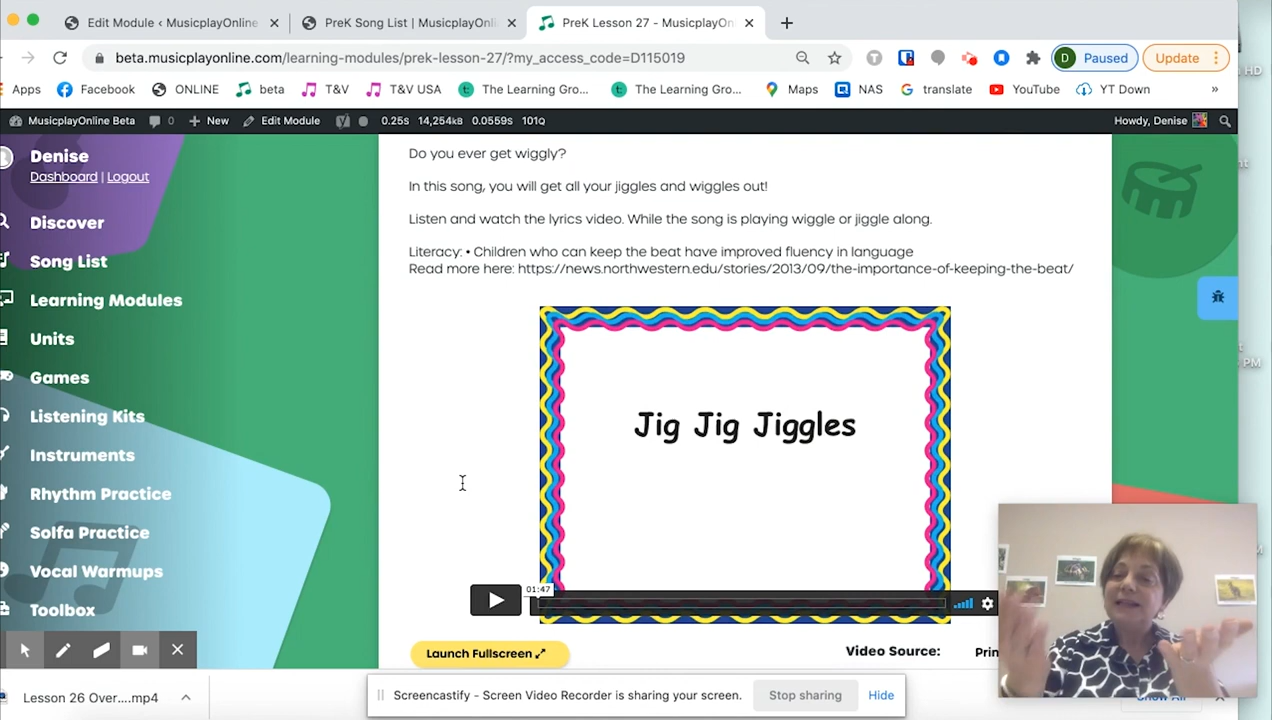 Edit Module ‹ MusicplayOnline
PreK Song List | MusicplayOnli
PreK Lesson 27 - MusicplayOn
beta.musicplayonline.com/learning-modules/prek-lesson-27/?my_access_code=D115019
T
D Paused
Update
Apps
Facebook
ONLINE
beta
T&V
T&V USA
The Learning Gro...
The Learning Gro...
Maps
NAS
translate
YouTube
YT Down
»
HD
MusicplayOnline Beta
0
New
Edit Module
0.25s 14,254kB 0.0559s 101Q
Howdy, Denise
Denise
Dashboard | Logout
Discover
Song List
Learning Modules
Units
Games
Listening Kits
Instruments
Rhythm Practice
Solfa Practice
Vocal Warmups
Toolbox
Do you ever get wiggly?
In this song, you will get all your jiggles and wiggles out!
Listen and watch the lyrics video. While the song is playing wiggle or jiggle along.
Literacy: • Children who can keep the beat have improved fluency in language
Read more here: https://news.northwestern.edu/stories/2013/09/the-importance-of-keeping-the-beat/
Jig Jig Jiggles
01:47
Launch Fullscreen
Video Source:
Prin
PM
Lesson 26 Over....mp4
Screencastify - Screen Video Recorder is sharing your screen.
Stop sharing
Hide